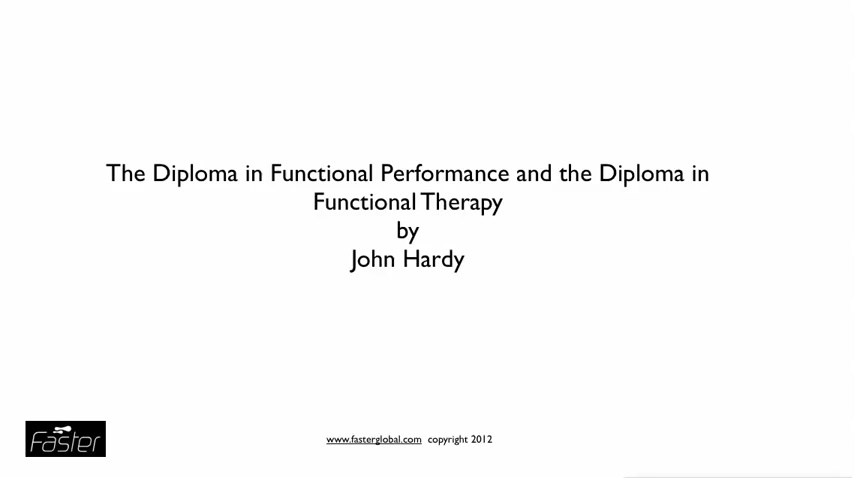 The Diploma in Functional Performance and the Diploma in
Functional Therapy
by
John Hardy
Faster
www.fasterglobal.com copyright 2012